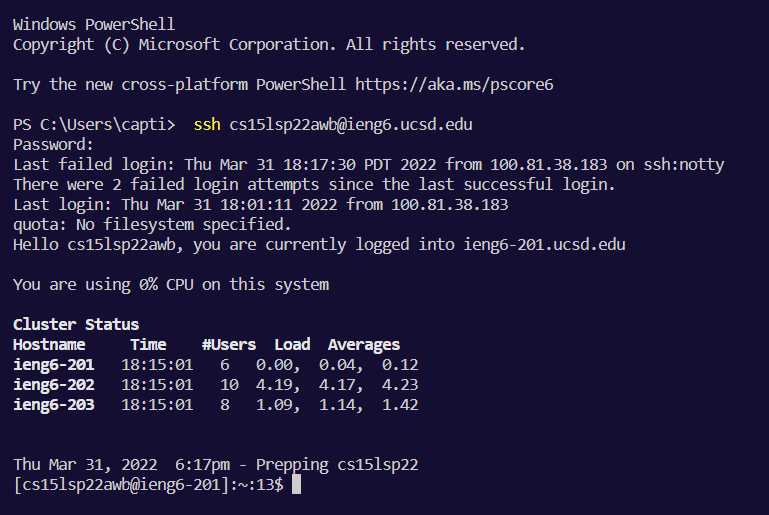 Windows PowerShell
Copyright (C) Microsoft Corporation. All rights reserved.
Try the new cross-platform PowerShell https://aka.ms/pscore6
PS C:\Users\capti>  ssh cs15lsp22awb@ieng6.ucsd.edu
Password:
Last failed login: Thu Mar 31 18:17:30 PDT 2022 from 100.81.38.183 on ssh:notty
There were 2 failed login attempts since the last successful login.
Last login: Thu Mar 31 18:01:11 2022 from 100.81.38.183
quota: No filesystem specified.
Hello cs15lsp22awb, you are currently logged into ieng6-201.ucsd.edu
You are using 0% CPU on this system
Cluster Status
Hostname     Time    #Users  Load  Averages
ieng6-201   18:15:01   6   0.00,  0.04,  0.12
ieng6-202   18:15:01   10  4.19,  4.17,  4.23
ieng6-203   18:15:01   8   1.09,  1.14,  1.42
Thu Mar 31, 2022  6:17pm - Prepping cs15lsp22
[cs15lsp22awb@ieng6-201]:~:13$